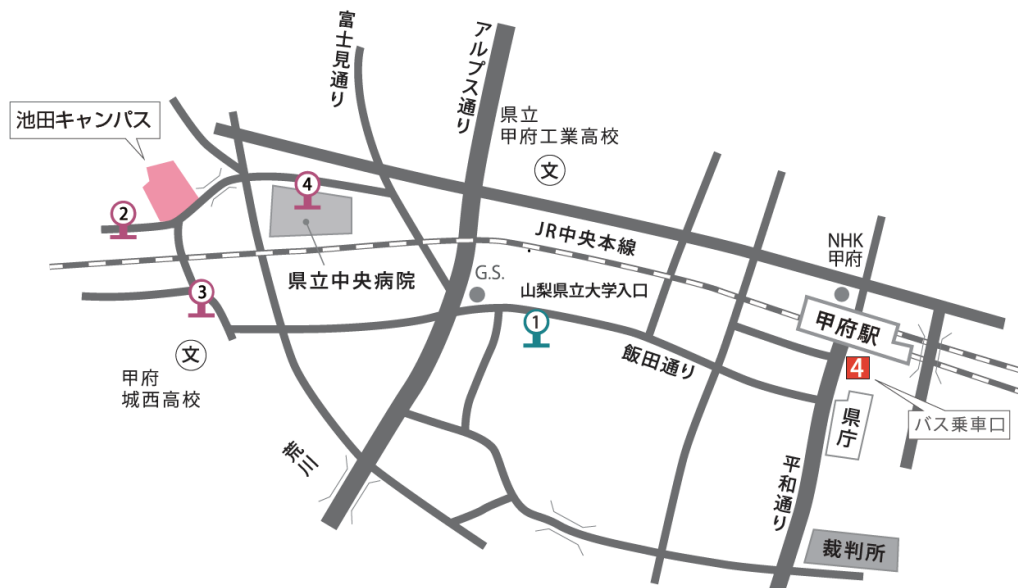 富士見通り
アルプス通り
池田キャンパス
県立
甲府工業高校
文
4
2
JR中央本線
NHK
甲府
県立中央病院
G.S.
山梨県立大学入口
3
1
甲府駅
飯田通り
文
4
甲府
城西高校
県庁
バス乗車口
荒川
平和通り
裁判所